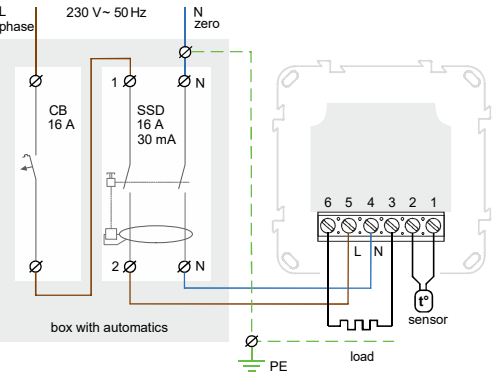 L
phase
230 V~ 50 Hz
N
zero
1
N
CB
16 A
SSD
16 A
30 mA
6 5 4 3 2 1
L N
2
N
t°
sensor
box with automatics
load
PE